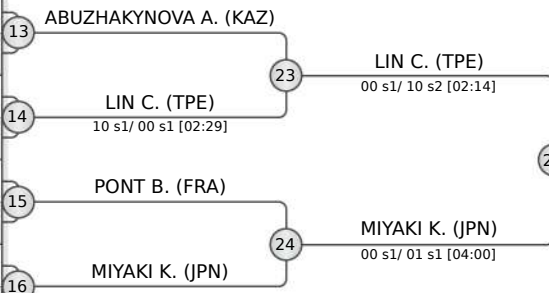 ABUZHAKYNOVA A. (KAZ)
13
LIN C. (TPE)
23
00 s1/ 10 s2 [02:14]
LIN C. (TPE)
14
10 s1/ 00 s1 [02:29]
PONT B. (FRA)
15
MIYAKI K. (JPN)
24
00 s1/ 01 s1 [04:00]
MIYAKI K. (JPN)
16